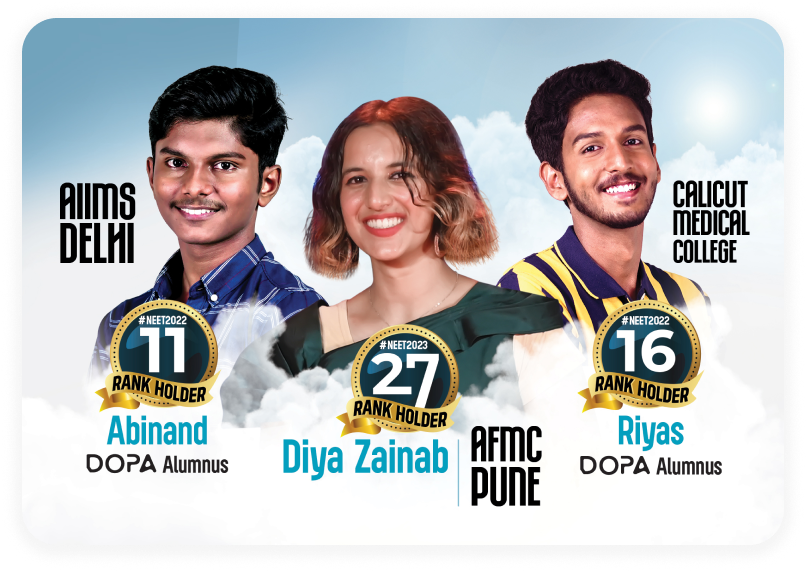 AIIMS
DELHI
#NEET2022
11
RANK HOLDER
Abinand
DOPA Alumnus
#NEET2023
27
RANK HOLDER
Diya Zainab
AFMC
PUNE
CALICUT
MEDICAL
COLLEGE
#NEET2022
16
RANK HOLDER
Riyas
DOPA Alumnus